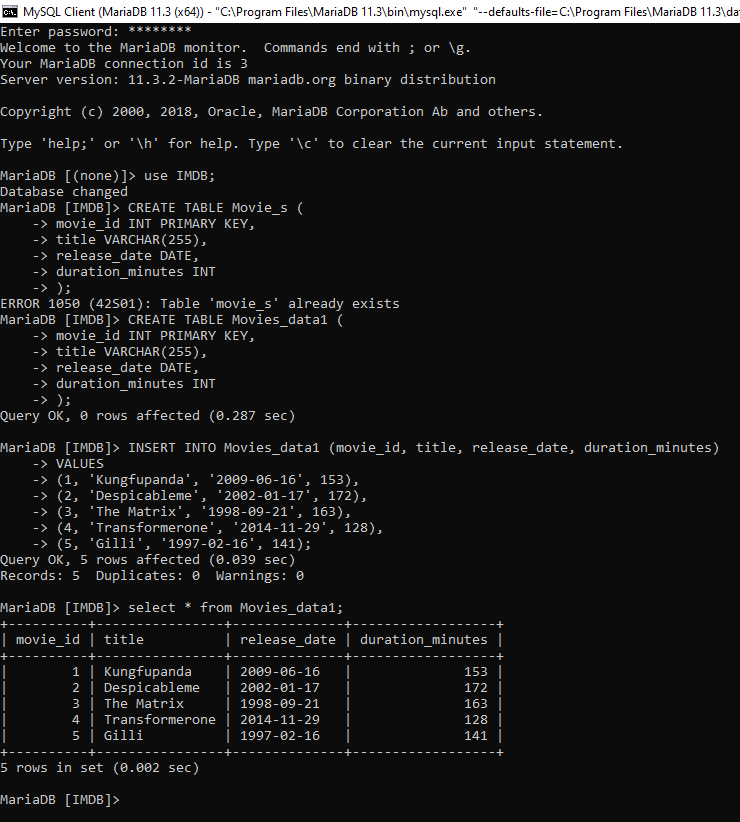 MySQL Client (MariaDB 11.3 (x64)) - "C:\Program Files\MariaDB 11.3\bin\mysql.exe" "--defaults-file=C:\Program Files\MariaDB 11.3\da
Enter password: ********
Welcome to the MariaDB monitor.  Commands end with ; or \g.
Your MariaDB connection id is 3
Server version: 11.3.2-MariaDB mariadb.org binary distribution

Copyright (c) 2000, 2018, Oracle, MariaDB Corporation Ab and others.

Type 'help;' or '\h' for help. Type '\c' to clear the current input statement.

MariaDB [(none)]> use IMDB;
Database changed
MariaDB [IMDB]> CREATE TABLE Movie_s (
    -> movie_id INT PRIMARY KEY,
    -> title VARCHAR(255),
    -> release_date DATE,
    -> duration_minutes INT
    -> );
ERROR 1050 (42S01): Table 'movie_s' already exists
MariaDB [IMDB]> CREATE TABLE Movies_data1 (
    -> movie_id INT PRIMARY KEY,
    -> title VARCHAR(255),
    -> release_date DATE,
    -> duration_minutes INT
    -> );
Query OK, 0 rows affected (0.287 sec)

MariaDB [IMDB]> INSERT INTO Movies_data1 (movie_id, title, release_date, duration_minutes)
    -> VALUES
    -> (1, 'Kungfupanda', '2009-06-16', 153),
    -> (2, 'Despicableme', '2002-01-17', 172),
    -> (3, 'The Matrix', '1998-09-21', 163),
    -> (4, 'Transformerone', '2014-11-29', 128),
    -> (5, 'Gilli', '1997-02-16', 141);
Query OK, 5 rows affected (0.039 sec)
Records: 5  Duplicates: 0  Warnings: 0

MariaDB [IMDB]> select * from Movies_data1;
+----------+----------------+--------------+------------------+
| movie_id | title          | release_date | duration_minutes |
+----------+----------------+--------------+------------------+
|        1 | Kungfupanda    | 2009-06-16   |              153 |
|        2 | Despicableme   | 2002-01-17   |              172 |
|        3 | The Matrix     | 1998-09-21   |              163 |
|        4 | Transformerone | 2014-11-29   |              128 |
|        5 | Gilli          | 1997-02-16   |              141 |
+----------+----------------+--------------+------------------+
5 rows in set (0.002 sec)

MariaDB [IMDB]>